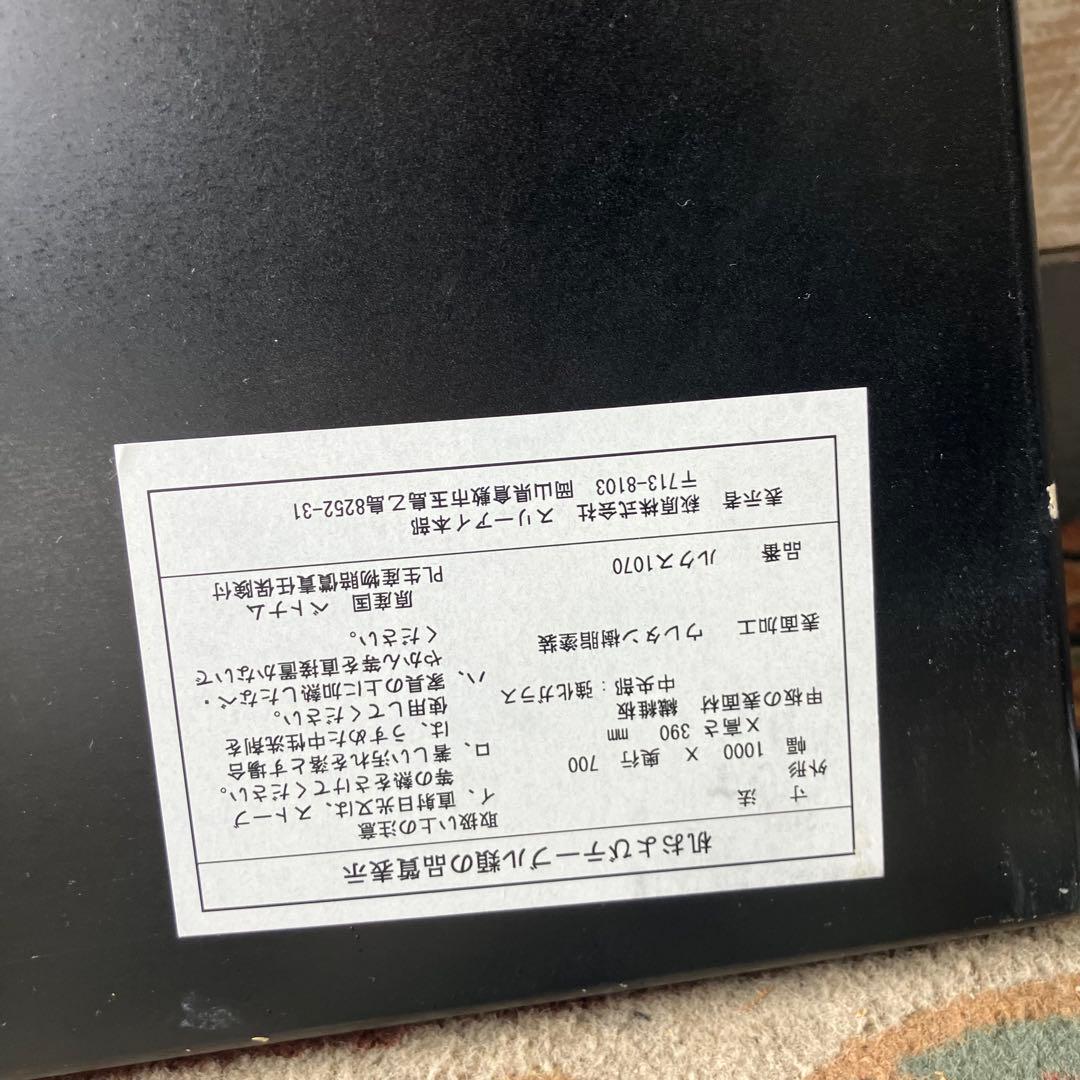 机およびテーブル類の品質表示
寸　法
外形
幅　1000　X　奥行　700
X高さ　390　㎜
甲板の表面材　繊維板
中央部：強化ガラス
表面加工　ウレタン樹脂塗装
品番　ルクス1070
取扱い上の注意
イ、直射日光又は、ストーブ
等の熱をさけてください。
ロ、著しい汚れを落とす場合
は、うすめた中性洗剤を
使用してください。
ハ、家具の上に加熱したなべ・
やかん等を直接置かないで
ください。
原産国　ベトナム
PL生産物賠償責任保険付
表示者　萩原株式会社　スリーアイ本部
〒713-8103　岡山県倉敷市玉島乙島8252-31